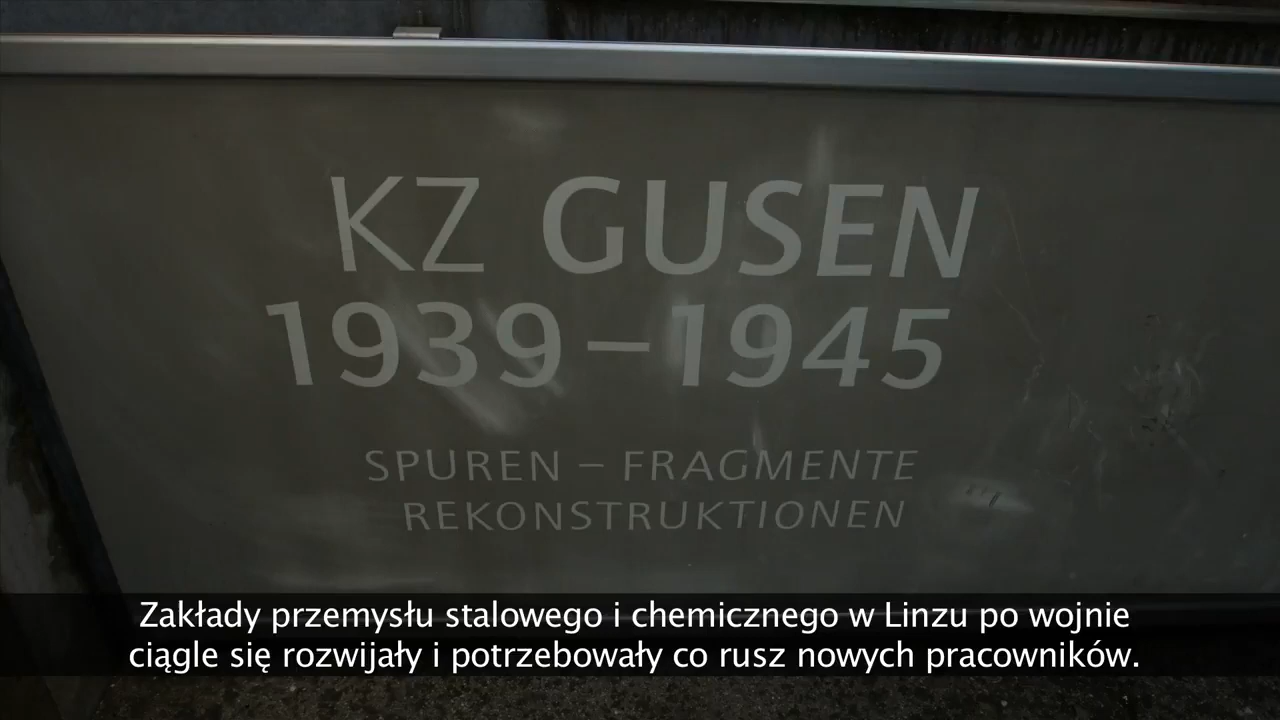 KZ GUSEN
1939–1945
SPUREN – FRAGMENTE
REKONSTRUKTIONEN
Zakłady przemysłu stalowego i chemicznego w Linzu po wojnie
ciągle się rozwijały i potrzebowały co rusz nowych pracowników.